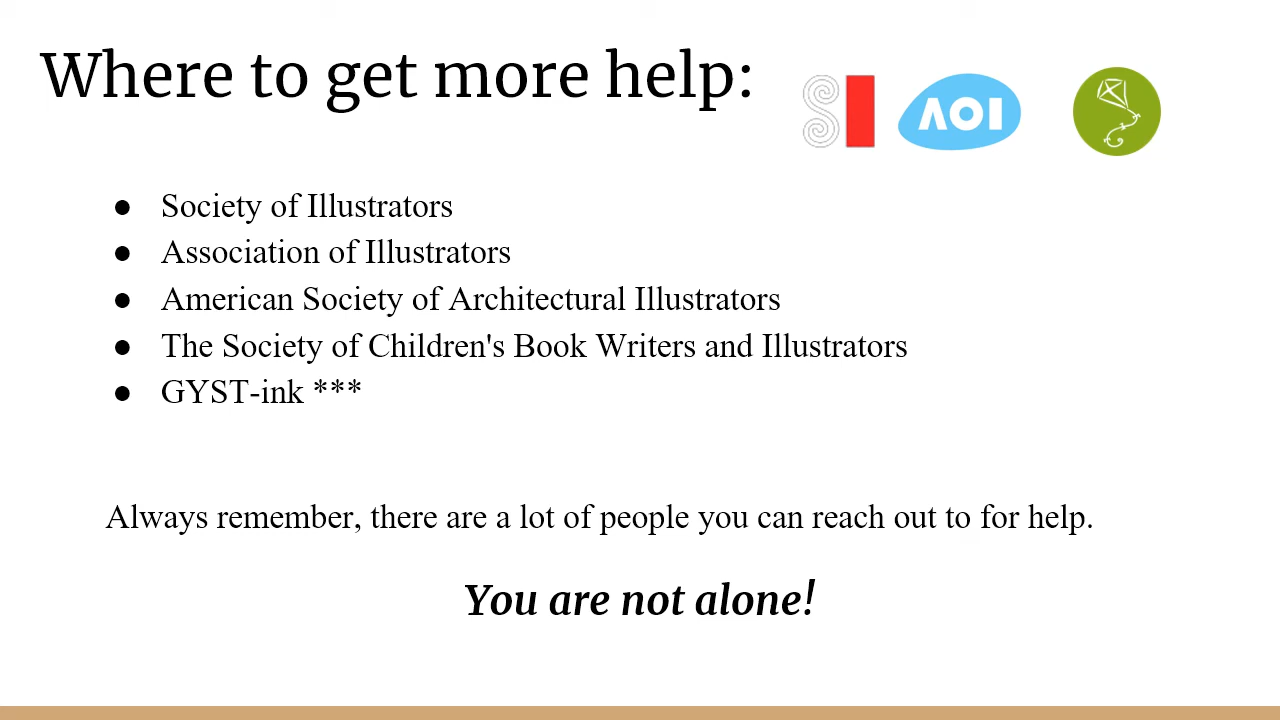 Where to get more help:
SI
AOI
● Society of Illustrators
● Association of Illustrators
● American Society of Architectural Illustrators
● The Society of Children's Book Writers and Illustrators
● GYST-ink ***
Always remember, there are a lot of people you can reach out to for help.
You are not alone!